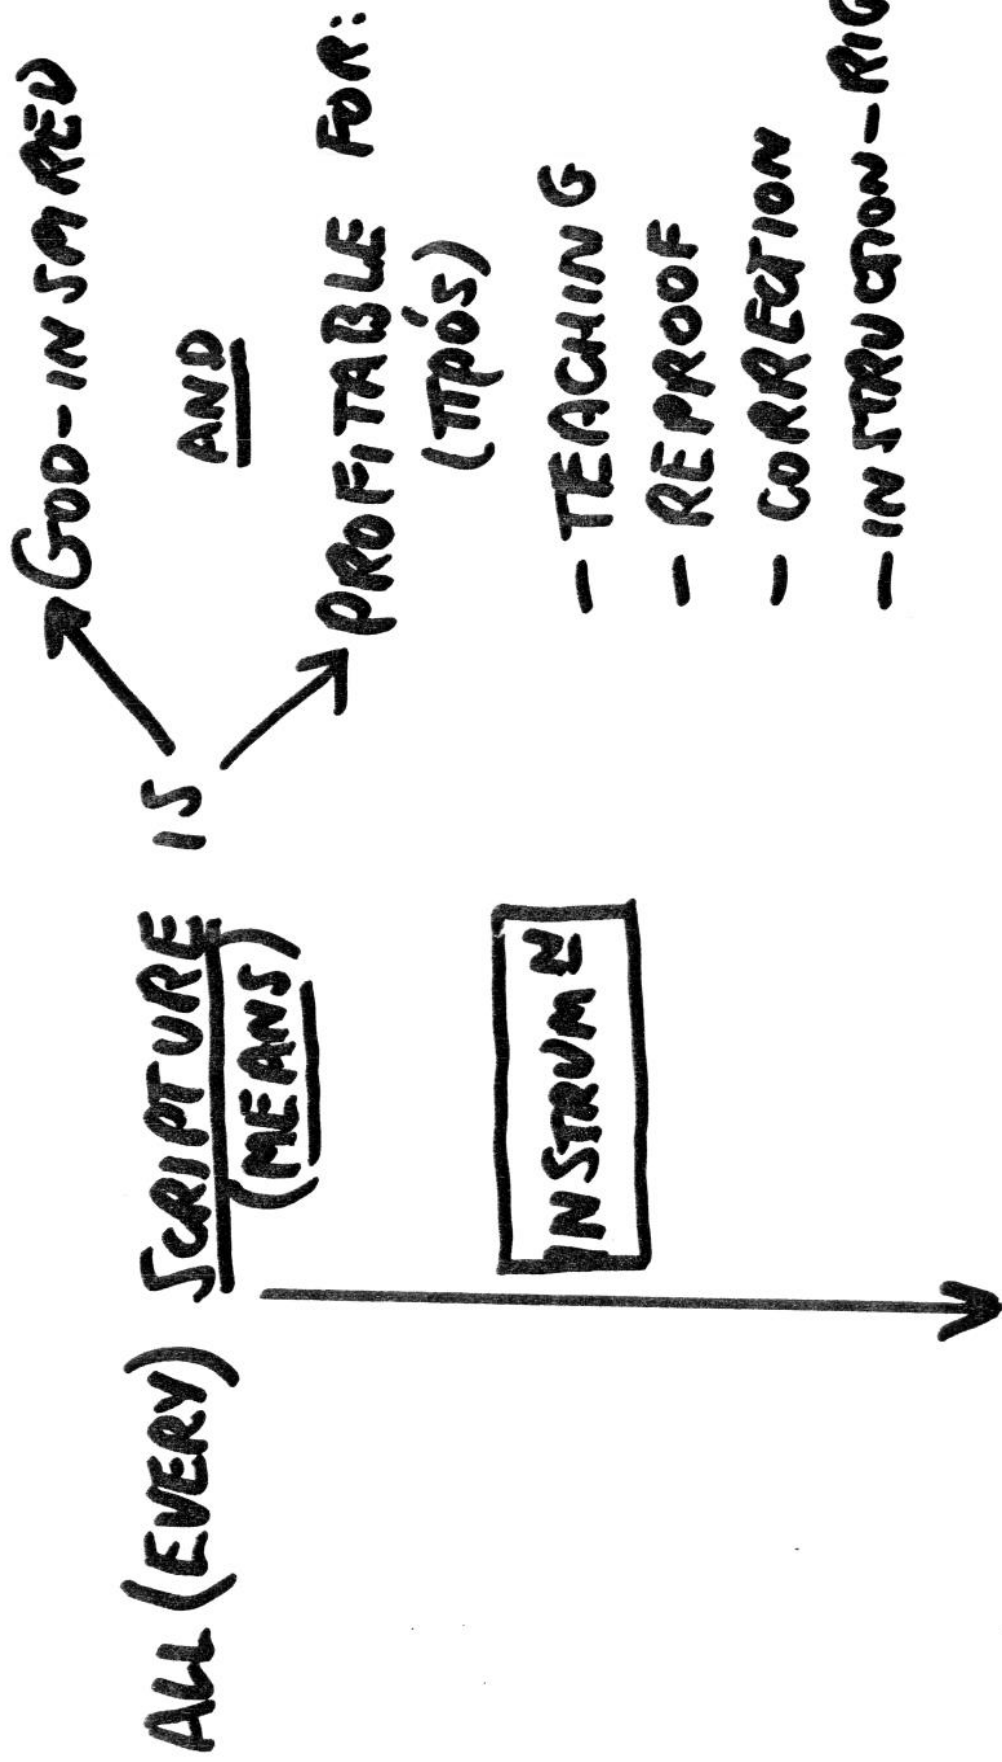 GOD-INSPIRED
ALL (EVERY) SCRIPTURE IS
AND
(MEANS)
PROFITABLE FOR:
(πρός)
INSTRUM N
- TEACHING
- REPROOF
- CORRECTION
- INSTRUCTION - RIG